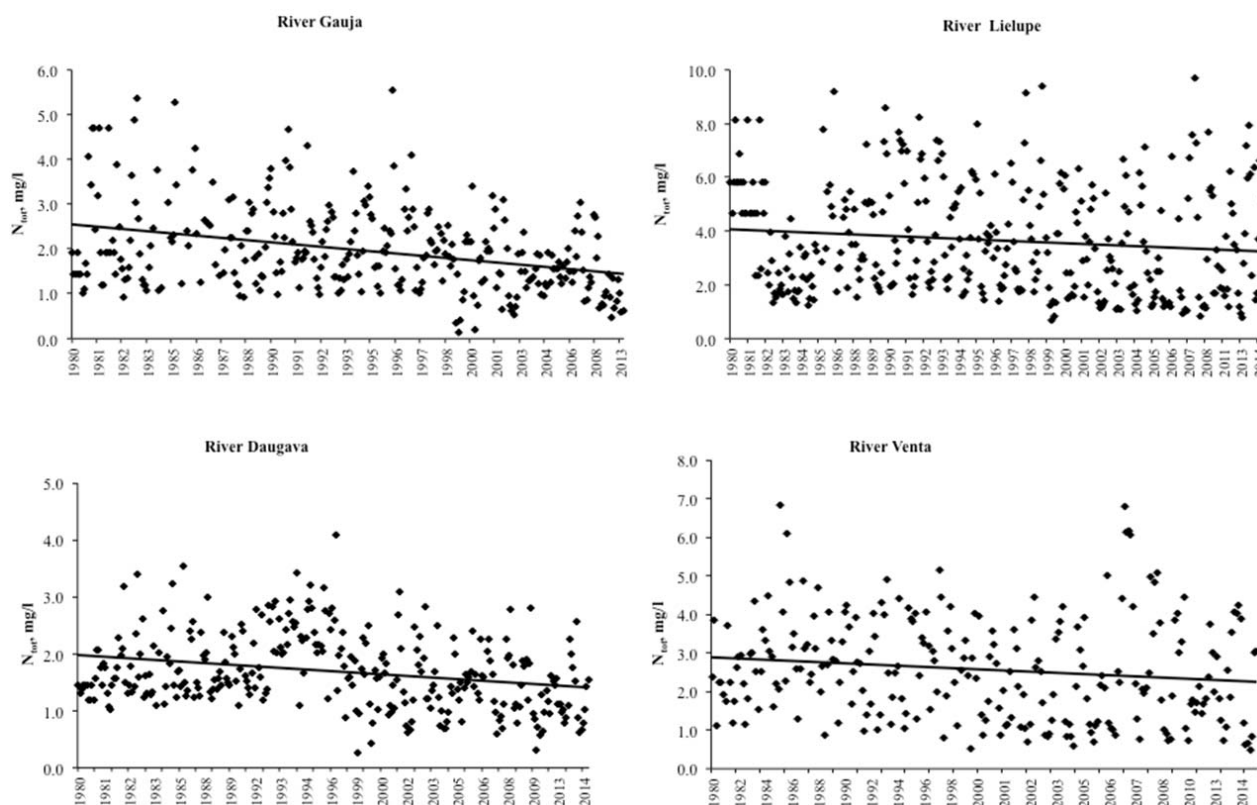 River Gauja
6.0
5.0
4.0
3.0
2.0
1.0
0.0
N_tot, mg/l
1980 1981 1982 1983 1985 1986 1987 1988 1990 1991 1992 1993 1995 1996 1997 1998 2000 2001 2003 2004 2006 2008 2013
River Lielupe
10.0
8.0
6.0
4.0
2.0
0.0
N_tot, mg/l
1980 1981 1982 1983 1984 1985 1986 1987 1988 1989 1991 1992 1993 1994 1995 1996 1997 1998 1999 2000 2001 2002 2003 2004 2005 2006 2007 2008 2011 2013
River Daugava
5.0
4.0
3.0
2.0
1.0
0.0
N_tot, mg/l
1980 1981 1982 1984 1985 1988 1989 1990 1992 1993 1994 1996 1998 2000 2001 2004 2005 2006 2008 2009 2013 2014
River Venta
8.0
7.0
6.0
5.0
4.0
3.0
2.0
1.0
0.0
N_tot, mg/l
1980 1982 1984 1986 1988 1990 1992 1994 1996 1998 2000 2002 2003 2005 2006 2007 2008 2010 2013 2014